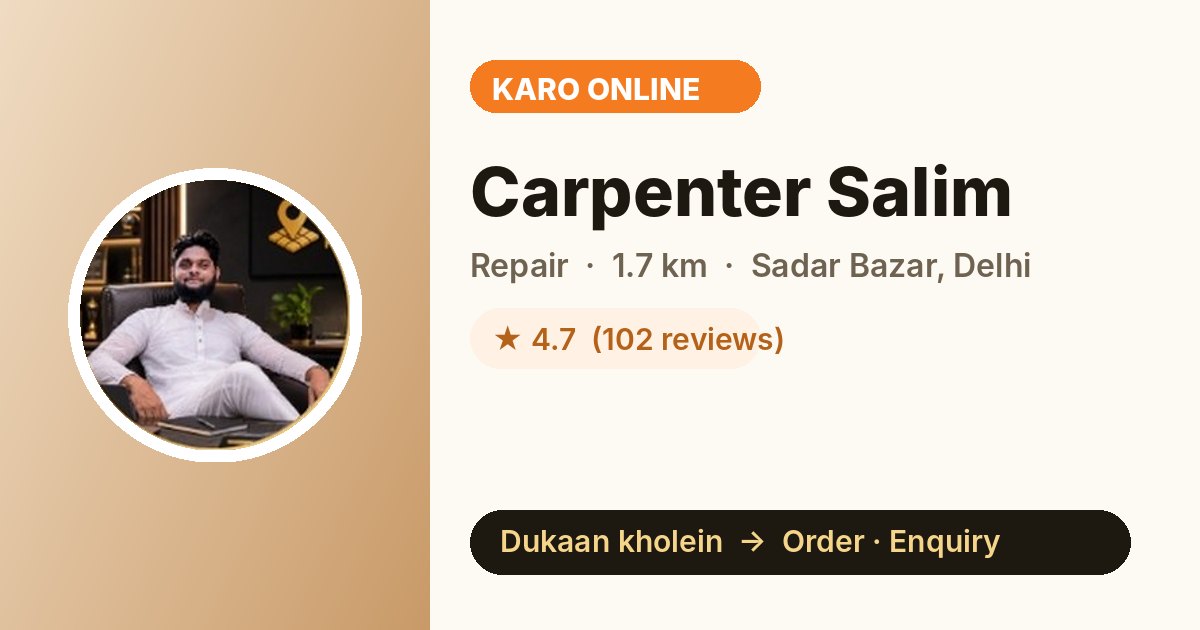 KARO ONLINE
Carpenter Salim
Repair · 1.7 km · Sadar Bazar, Delhi
★ 4.7 (102 reviews)
Dukaan kholein → Order · Enquiry